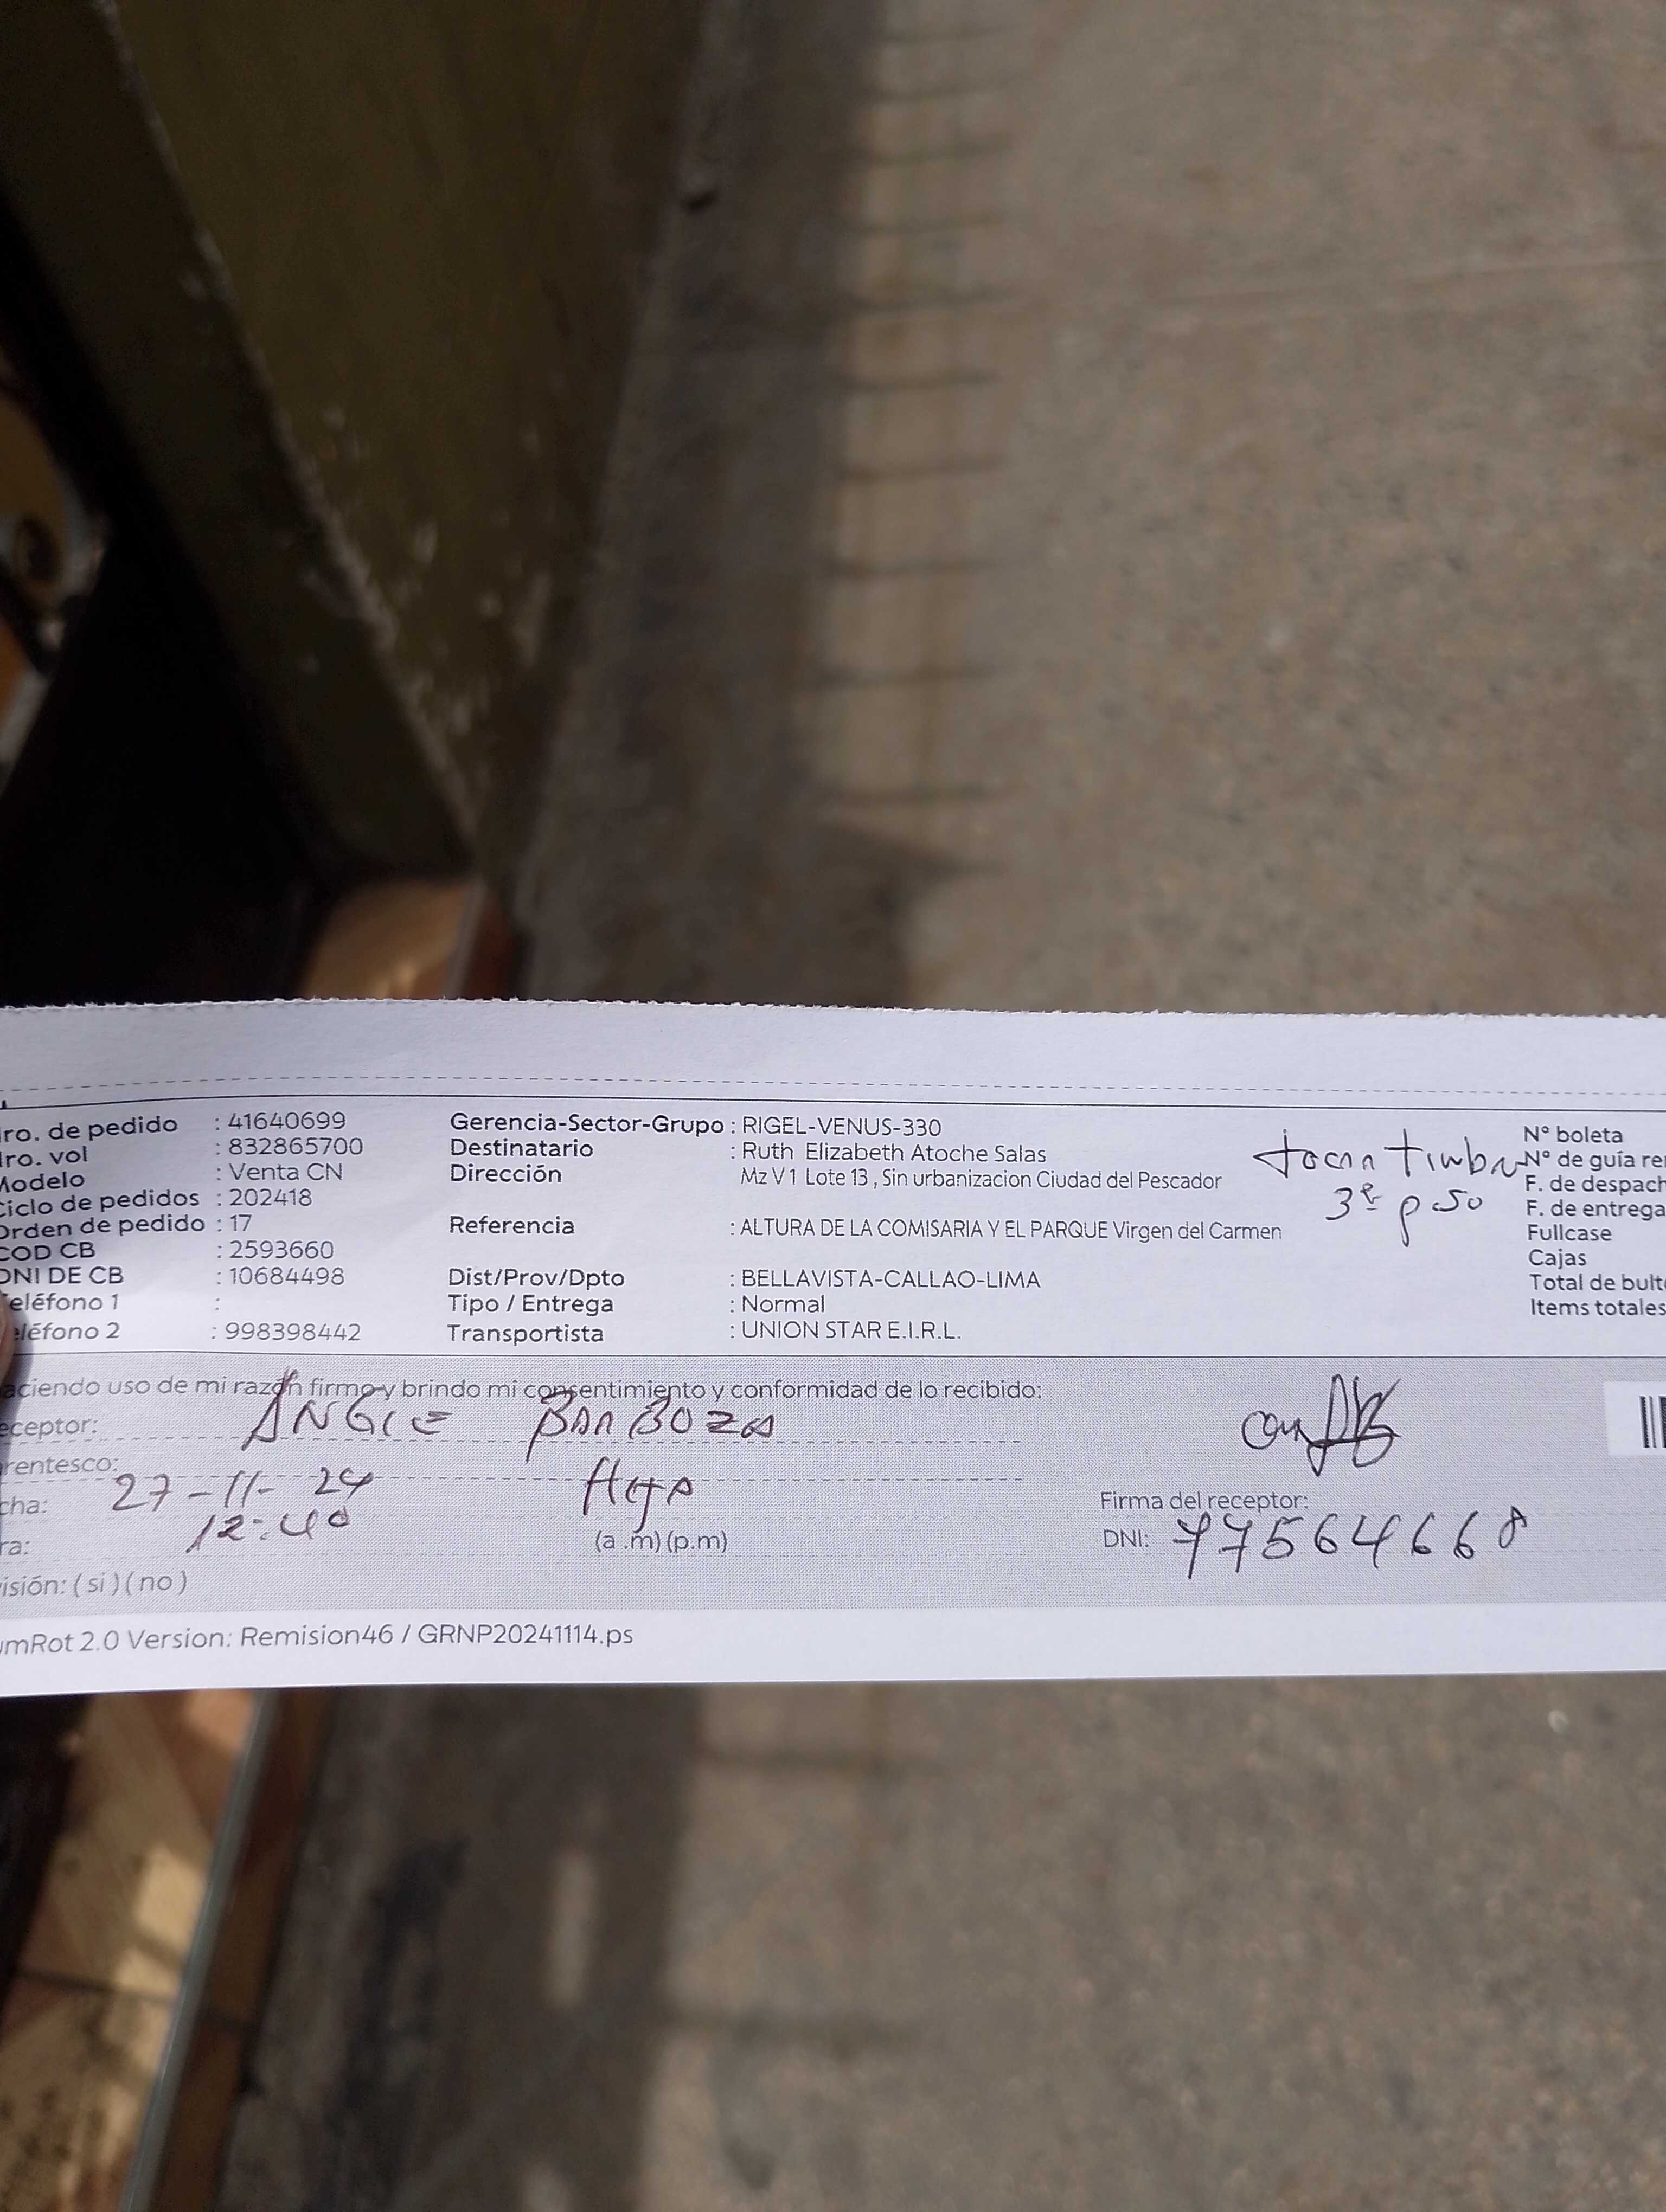 ro. de pedido : 41640699
ro. vol : 832865700
Modelo : Venta CN
Ciclo de pedidos : 202418
Orden de pedido : 17
COD CB : 2593660
DNI DE CB : 10684498
eléfono 1 :
eléfono 2 : 998398442
Gerencia-Sector-Grupo : RIGEL-VENUS-330
Destinatario : Ruth Elizabeth Atoche Salas
Dirección Mz V 1 Lote 13 , Sin urbanizacion Ciudad del Pescador
Referencia : ALTURA DE LA COMISARIA Y EL PARQUE Virgen del Carmen
Dist/Prov/Dpto : BELLAVISTA-CALLAO-LIMA
Tipo / Entrega : Normal
Transportista : UNION STAR E.I.R.L.
tocar timbr
3er piso
N° boleta
N° de guía re
F. de despach
F. de entrega
Fullcase
Cajas
Total de bult
Items totales
aciendo uso de mi razón firmo y brindo mi consentimiento y conformidad de lo recibido:
eceptor: ANGIE BARBOZA
rentesco: Hija
cha: 27-11-24
ra: 12:40 (a .m) (p.m)
isión: ( si ) ( no )
Firma del receptor:
DNI: 77564668
mRot 2.0 Version: Remision46 / GRNP20241114.ps